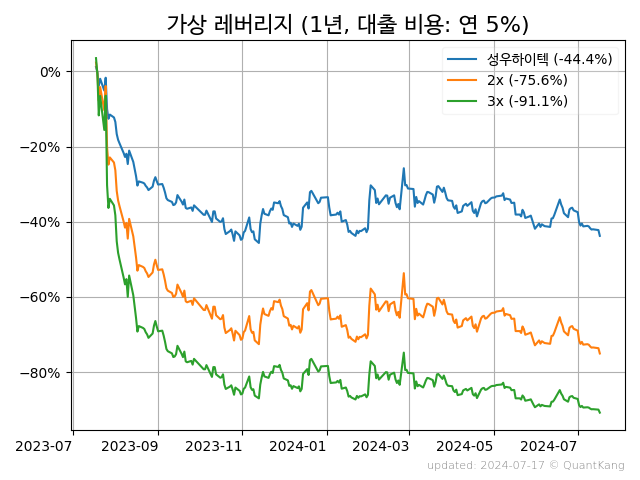 가상 레버리지 (1년, 대출 비용: 연 5%)
성우하이텍 (-44.4%)
2x (-75.6%)
3x (-91.1%)
0%
−20%
−40%
−60%
−80%
2023-07 2023-09 2023-11 2024-01 2024-03 2024-05 2024-07
updated: 2024-07-17 © QuantKang